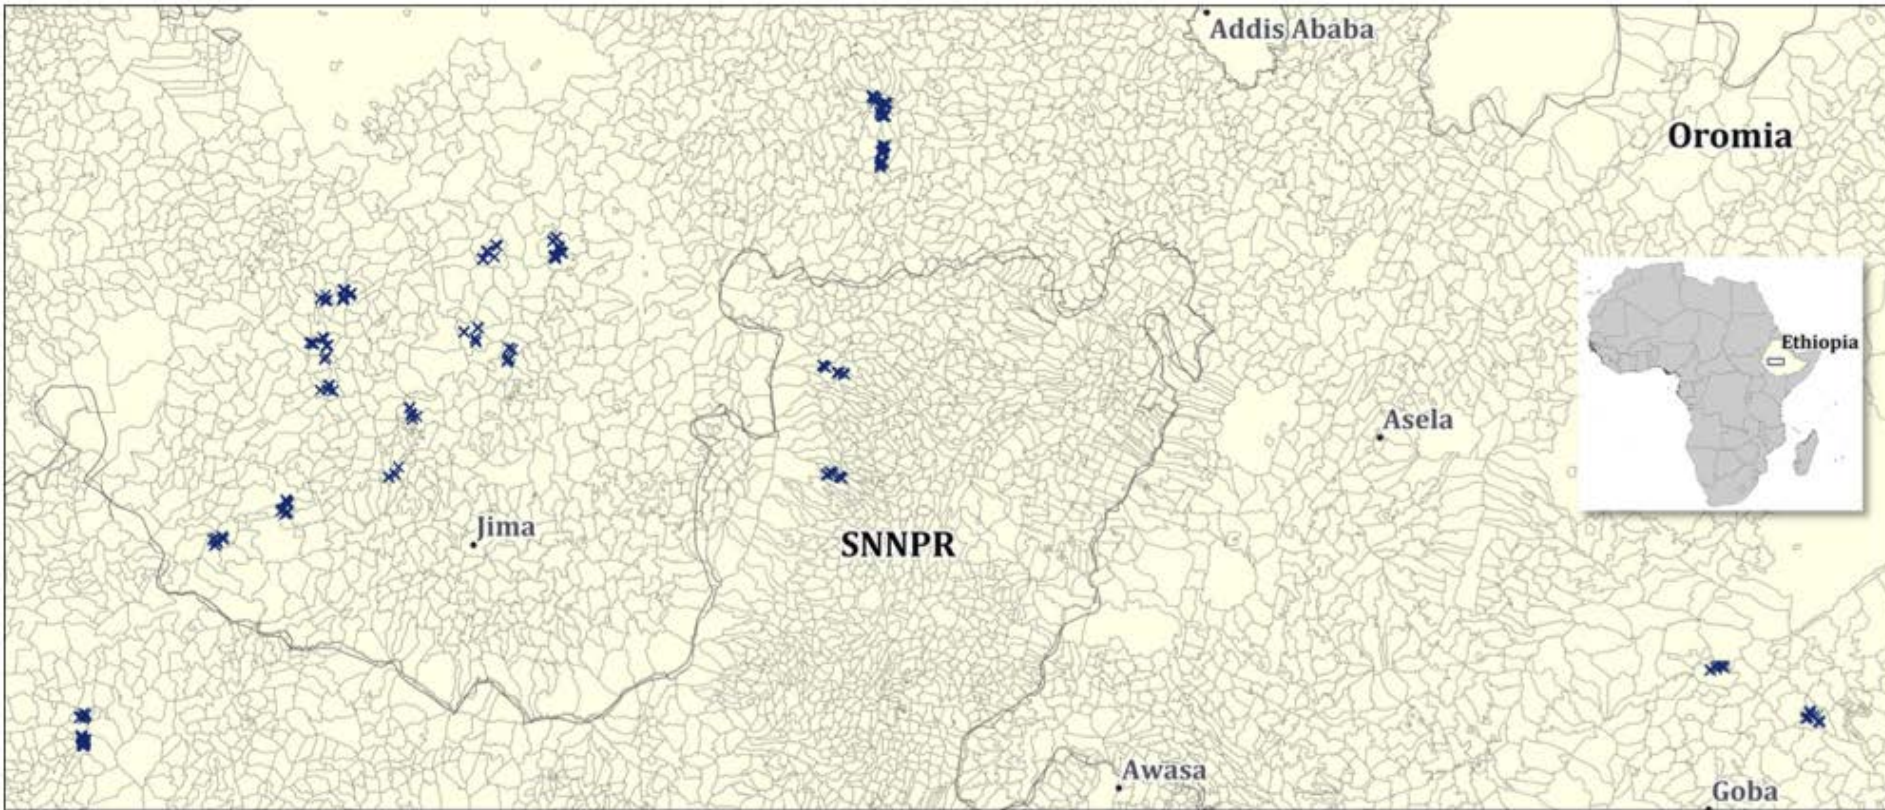 Addis Ababa
Oromia
Ethiopia
Asela
Jima
SNNPR
Awasa
Goba